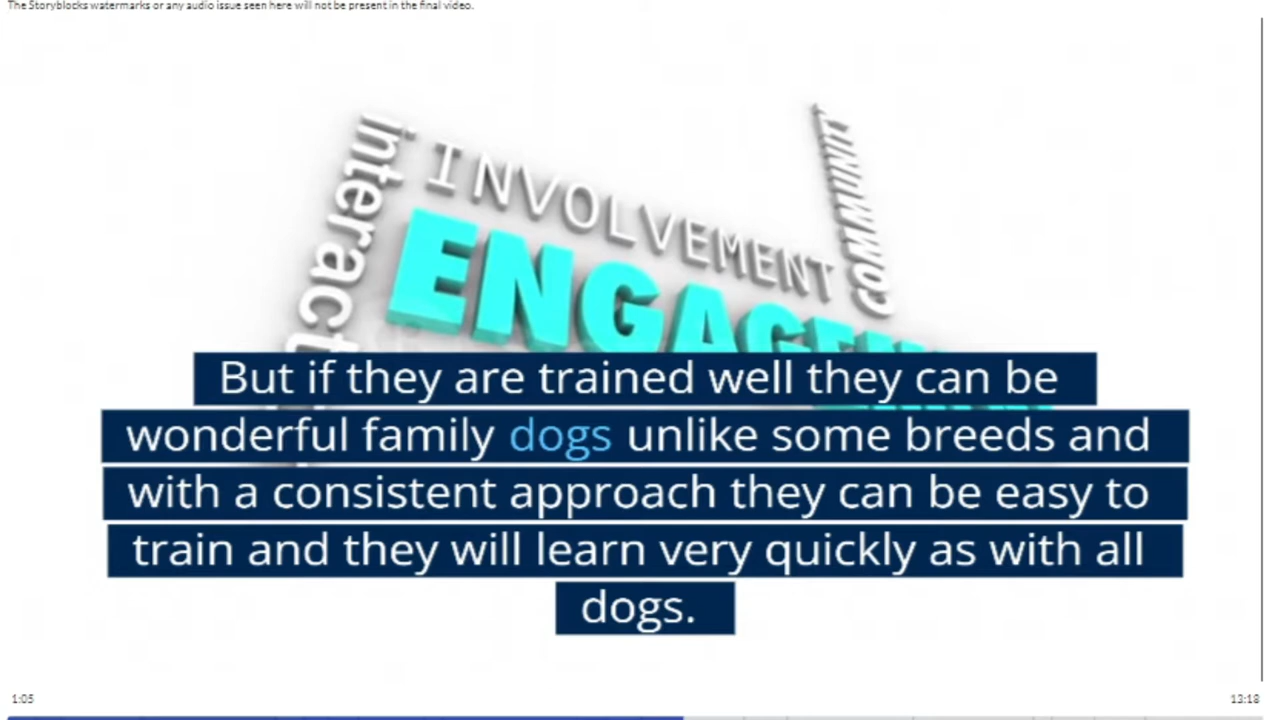 The Storyblocks watermarks or any audio issue seen here will not be present in the final video.
interact
INVOLVEMENT
COMMUNITY
ENGAGEM
But if they are trained well they can be
wonderful family dogs unlike some breeds and
with a consistent approach they can be easy to
train and they will learn very quickly as with all
dogs.
1:05
13:18